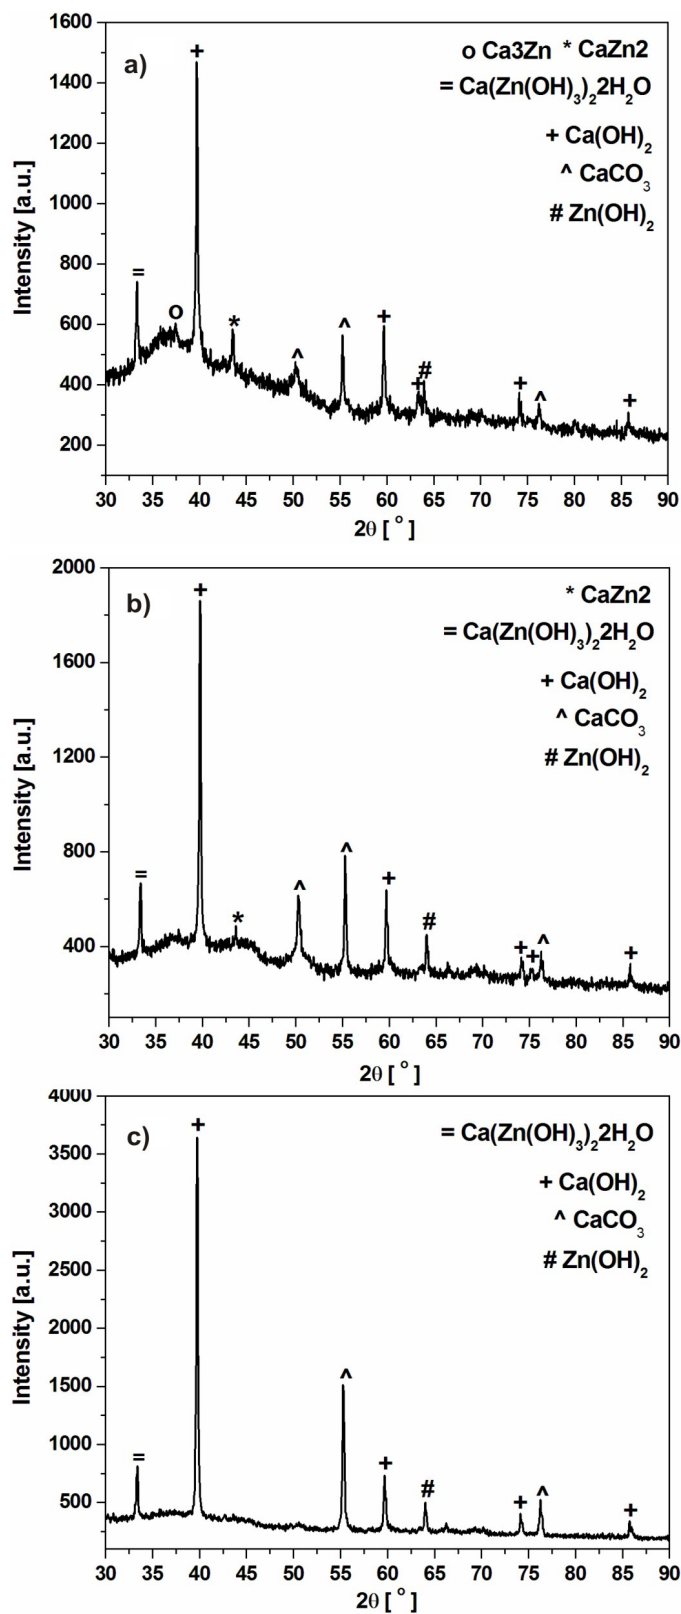 a)
o Ca3Zn * CaZn2
= Ca(Zn(OH)₃)₂2H₂O
+ Ca(OH)₂
^ CaCO₃
# Zn(OH)₂
Intensity [a.u.]
1600
1400
1200
1000
800
600
400
200
= o + * ^ ^ + + # + ^ +
30 35 40 45 50 55 60 65 70 75 80 85 90
2θ [ ° ]
b)
* CaZn2
= Ca(Zn(OH)₃)₂2H₂O
+ Ca(OH)₂
^ CaCO₃
# Zn(OH)₂
Intensity [a.u.]
2000
1600
1200
800
400
= + * ^ ^ + # + + ^ +
30 35 40 45 50 55 60 65 70 75 80 85 90
2θ [ ° ]
c)
= Ca(Zn(OH)₃)₂2H₂O
+ Ca(OH)₂
^ CaCO₃
# Zn(OH)₂
Intensity [a.u.]
4000
3500
3000
2500
2000
1500
1000
500
= + ^ + # + ^ +
30 35 40 45 50 55 60 65 70 75 80 85 90
2θ [ ° ]